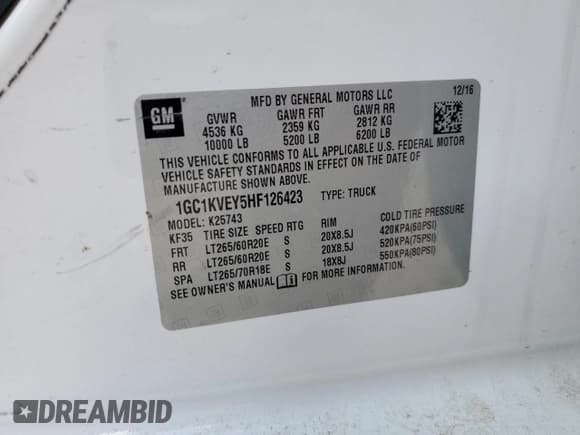 GM
MFD BY GENERAL MOTORS LLC
12/16
GVWR GAWR FRT GAWR RR
4536 KG 2359 KG 2812 KG
10000 LB 5200 LB 6200 LB
THIS VEHICLE CONFORMS TO ALL APPLICABLE U.S. FEDERAL MOTOR
VEHICLE SAFETY STANDARDS IN EFFECT ON THE DATE OF
MANUFACTURE SHOWN ABOVE.
1GC1KVEY5HF126423 TYPE: TRUCK
MODEL: K25743
KF35 TIRE SIZE SPEED RTG RIM COLD TIRE PRESSURE
FRT LT265/60R20E S 20X8.5J 420KPA(60PSI)
RR LT265/60R20E S 20X8.5J 520KPA(75PSI)
SPA LT265/70R18E S 18X8J 550KPA(80PSI)
SEE OWNER'S MANUAL FOR MORE INFORMATION.
DREAMBID